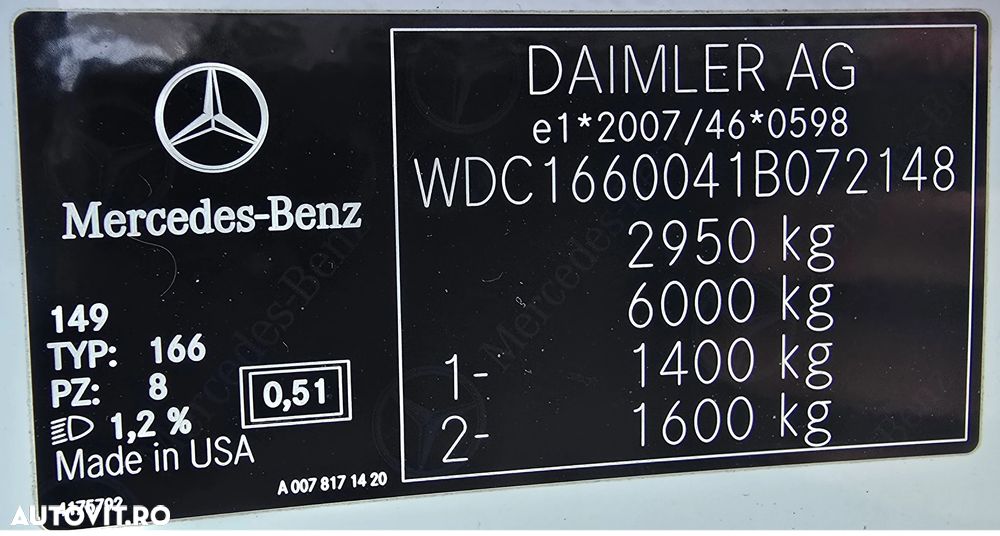 Mercedes-Benz
149
TYP: 166
PZ: 8
1,2 %
0,51
Made in USA
A 007 817 14 20
4175792
DAIMLER AG
e1*2007/46*0598
WDC1660041B072148
2950 kg
6000 kg
1- 1400 kg
2- 1600 kg
AUTOVIT.RO